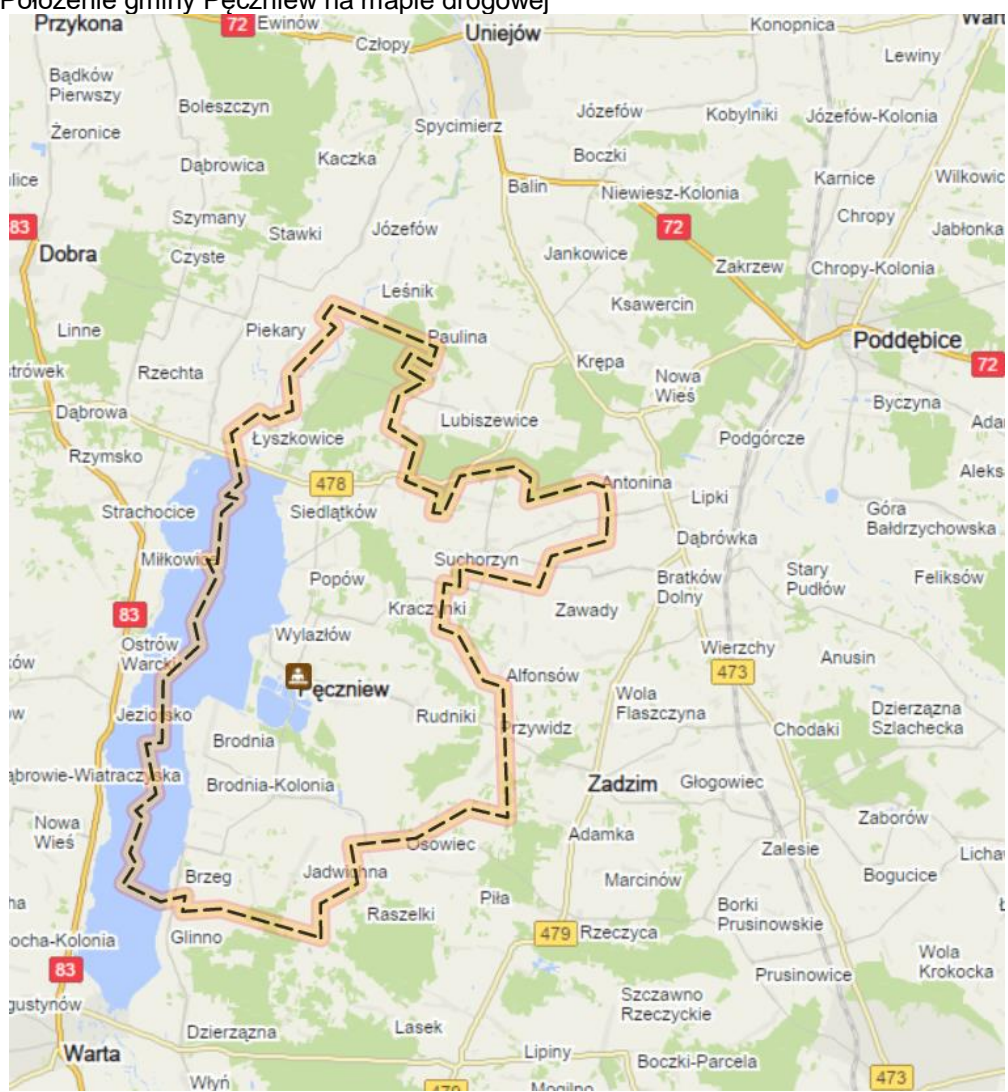 Położenie gminy Pęczniew na mapie drogowej
Przykona
72
Ewinów
Człopy
Uniejów
Konopnica
Lewiny
Bądków
Pierwszy
Boleszczyn
Żeronice
Spycimierz
Józefów
Kobylniki
Józefów-Kolonia
Dąbrowica
Kaczka
Boczki
Balin
Niewiesz-Kolonia
Karnice
Wilkowic
Szymany
Stawki
Józefów
72
Chropy
Jabłonka
83
Dobra
Czyste
Jankowice
Zakrzew
Chropy-Kolonia
Leśnik
Ksawercin
Linne
Piekary
Paulina
Poddębice
72
Rzechta
Krępa
Nowa
Wieś
Byczyna
Dąbrowa
Łyszkowice
Lubiszewice
Podgórcze
Rzymsko
478
Antonina
Lipki
Strachocice
Siedlątków
Góra
Bałdrzychowska
Dąbrówka
Miłkowice
Popów
Suchorzyn
Bratków
Dolny
Stary
Pudłów
Feliksów
83
Kraczynki
Zawady
Ostrów
Warcki
Wylazłów
Wierzchy
473
Anusin
Pęczniew
Alfonsów
Wola
Flaszczyna
Jeziorsko
Rudniki
Przywidz
Chodaki
Dzierzązna
Szlachecka
Brodnia
Brodnia-Kolonia
Zadzim
Głogowiec
Nowa
Wieś
Zaborów
Osowiec
Adamka
Zalesie
Brzeg
Jadwichna
Marcinów
Bogucice
Raszelki
Piła
Borki
Prusinowskie
Glinno
479
Rzeczyca
Wola
Krokocka
83
Prusinowice
Szczawno
Rzeczyckie
Dzierzązna
Lasek
Warta
Lipiny
Boczki-Parcela
Włyń
473